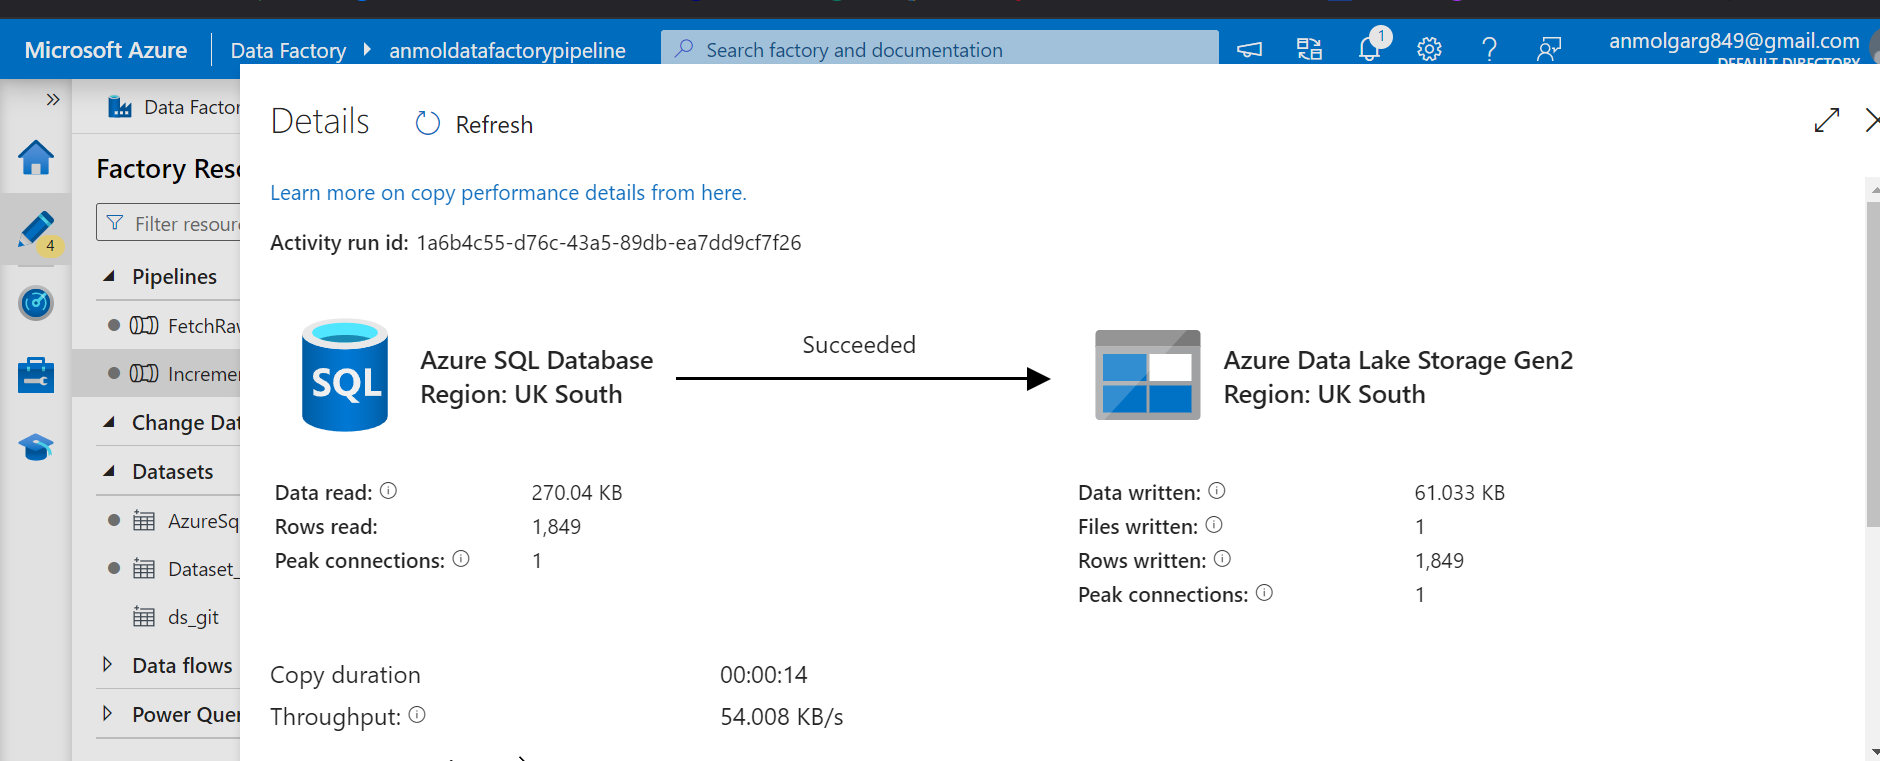 Microsoft Azure
Data Factory
anmoldatafactorypipeline
Search factory and documentation
1
anmolgarg849@gmail.com
DEFAULT DIRECTORY
Data Factor
Factory Res
Filter resour
4
Pipelines
FetchRaw
Increme
Change Dat
Datasets
AzureSq
Dataset_
ds_git
Data flows
Power Quer
Details
Refresh
Learn more on copy performance details from here.
Activity run id: 1a6b4c55-d76c-43a5-89db-ea7dd9cf7f26
SQL
Azure SQL Database
Region: UK South
Succeeded
Azure Data Lake Storage Gen2
Region: UK South
Data read: 270.04 KB
Rows read: 1,849
Peak connections: 1
Data written: 61.033 KB
Files written: 1
Rows written: 1,849
Peak connections: 1
Copy duration 00:00:14
Throughput: 54.008 KB/s